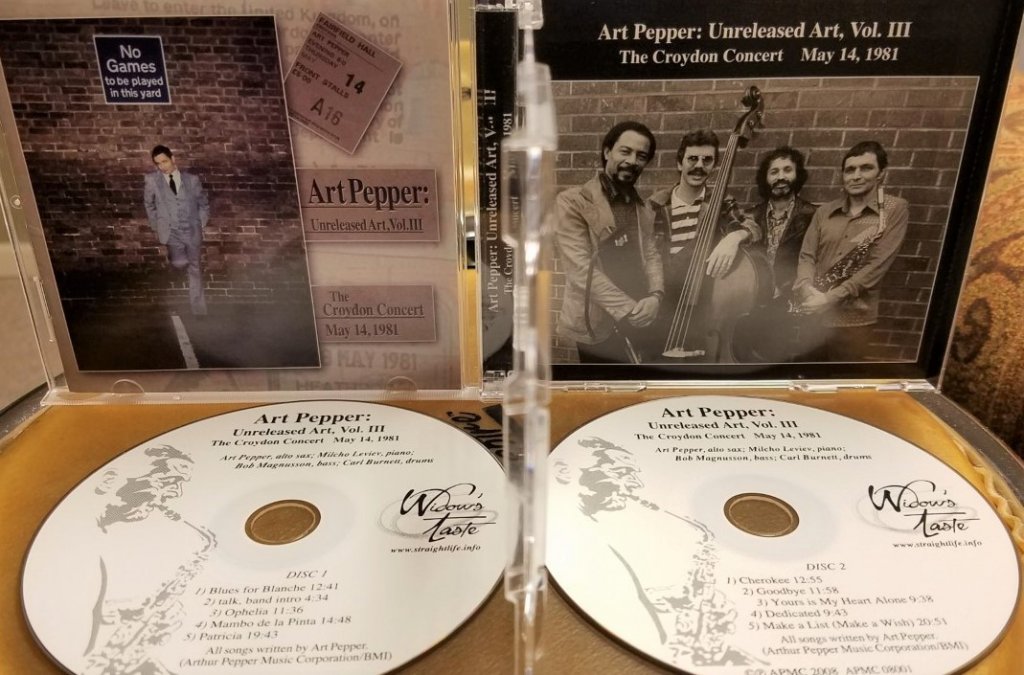 No
Games
to be played
in this yard
FAIRFIELD HALL
ART PEPPER
FRONT STALLS
14
A16
Art Pepper:
Unreleased Art, Vol. III
The
Croydon Concert
May 14, 1981
MAY 1981
Art Pepper: Unreleased Art, Vol. III
The Croydon Concert May 14, 1981
Art Pepper: Unreleased Art,
Art Pepper:
Unreleased Art, Vol. III
The Croydon Concert May 14, 1981
Art Pepper, alto sax; Milcho Leviev, piano;
Bob Magnusson, bass; Carl Burnett, drums
Widow's
Taste
www.straightlife.info
DISC 1
1) Blues for Blanche 12:41
2) talk, band intro 4:34
3) Ophelia 11:36
4) Mambo de la Pinta 14:48
5) Patricia 19:43
All songs written by Art Pepper.
(Arthur Pepper Music Corporation/BMI)
Art Pepper:
Unreleased Art, Vol. III
The Croydon Concert May 14, 1981
Art Pepper, alto sax; Milcho Leviev, piano;
Bob Magnusson, bass; Carl Burnett, drums
Widow's
Taste
www.straightlife.info
DISC 2
1) Cherokee 12:55
2) Goodbye 11:58
3) Yours is My Heart Alone 9:38
4) Dedicated 9:43
5) Make a List (Make a Wish) 20:51
All songs written by Art Pepper.
(Arthur Pepper Music Corporation/BMI)
©℗ APMC 2008 APMC 08001